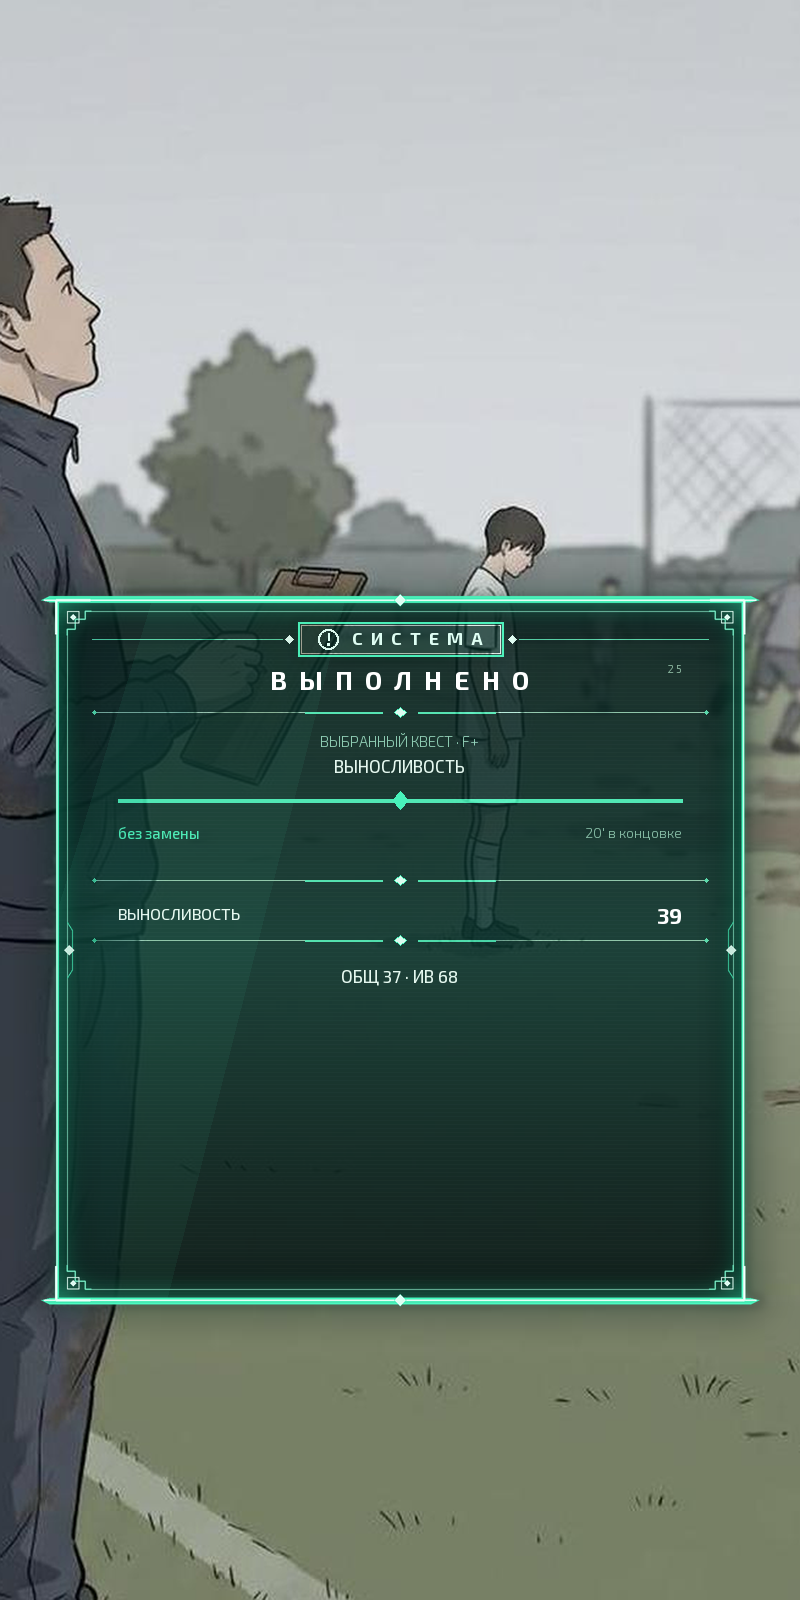 СИСТЕМА
ВЫПОЛНЕНО
25
ВЫБРАННЫЙ КВЕСТ · F+
ВЫНОСЛИВОСТЬ
без замены
20' в концовке
ВЫНОСЛИВОСТЬ 39
ОБЩ 37 · ИВ 68